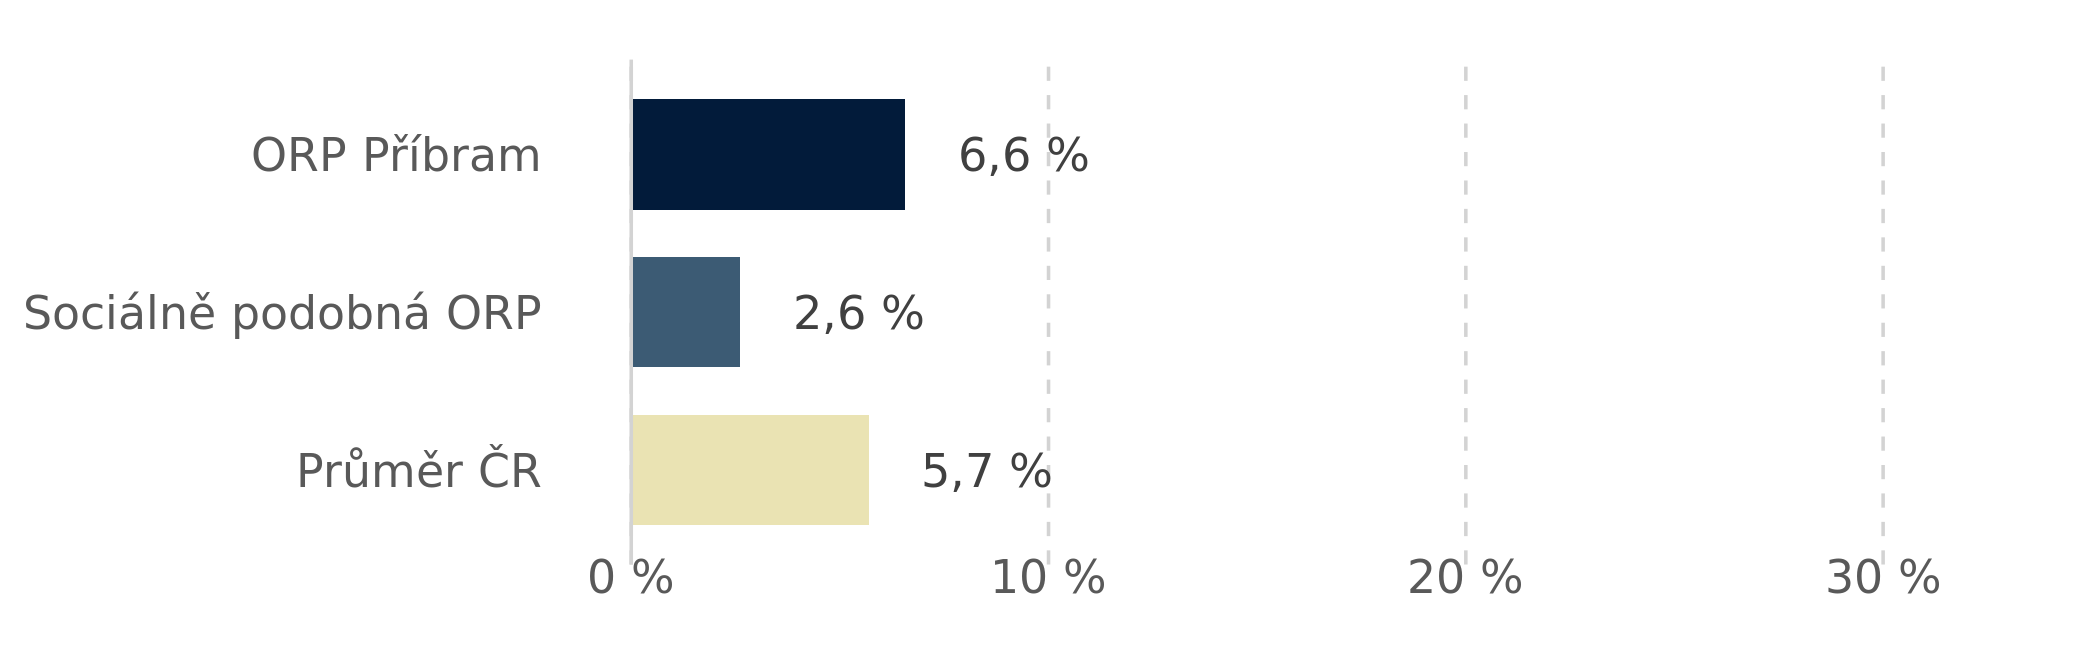 ORP Příbram
6,6 %
Sociálně podobná ORP
2,6 %
Průměr ČR
5,7 %
0 %
10 %
20 %
30 %